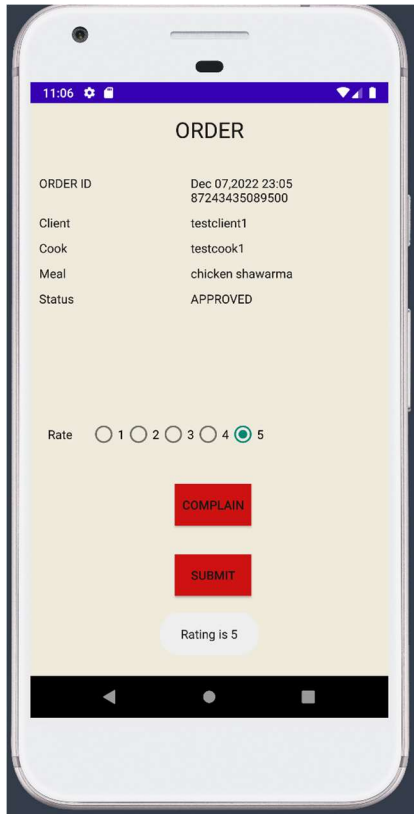 11:06
ORDER
ORDER ID Dec 07,2022 23:05
87243435089500
Client testclient1
Cook testcook1
Meal chicken shawarma
Status APPROVED
Rate 1 2 3 4 5
COMPLAIN
SUBMIT
Rating is 5